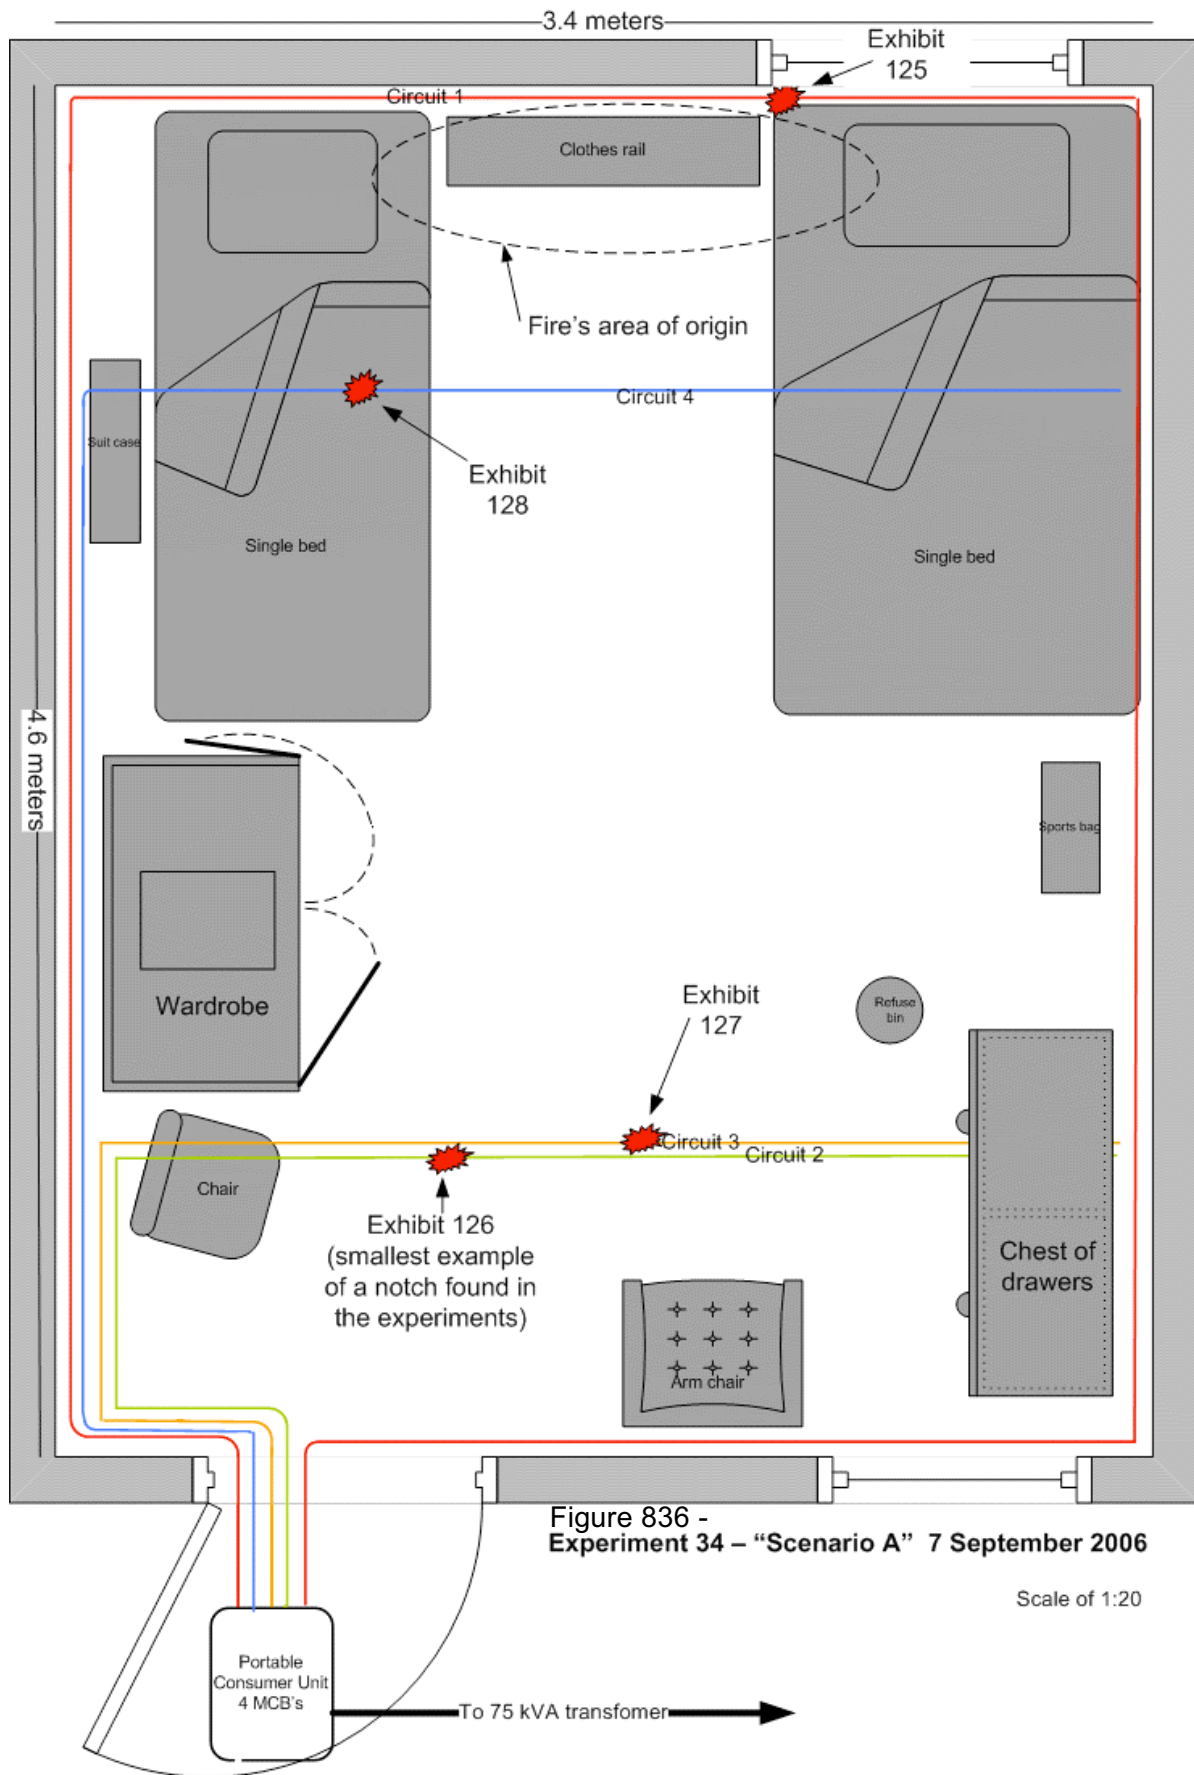 3.4 meters
Exhibit
125
Circuit 1
Clothes rail
Fire's area of origin
Circuit 4
Suit case
Exhibit
128
Single bed
Single bed
4.6 meters
Sports bag
Wardrobe
Exhibit
127
Refuse
bin
Circuit 3
Circuit 2
Chair
Exhibit 126
(smallest example
of a notch found in
the experiments)
Chest of
drawers
Arm chair
Figure 836 -
Experiment 34 – “Scenario A” 7 September 2006
Scale of 1:20
Portable
Consumer Unit
4 MCB's
To 75 kVA transfomer